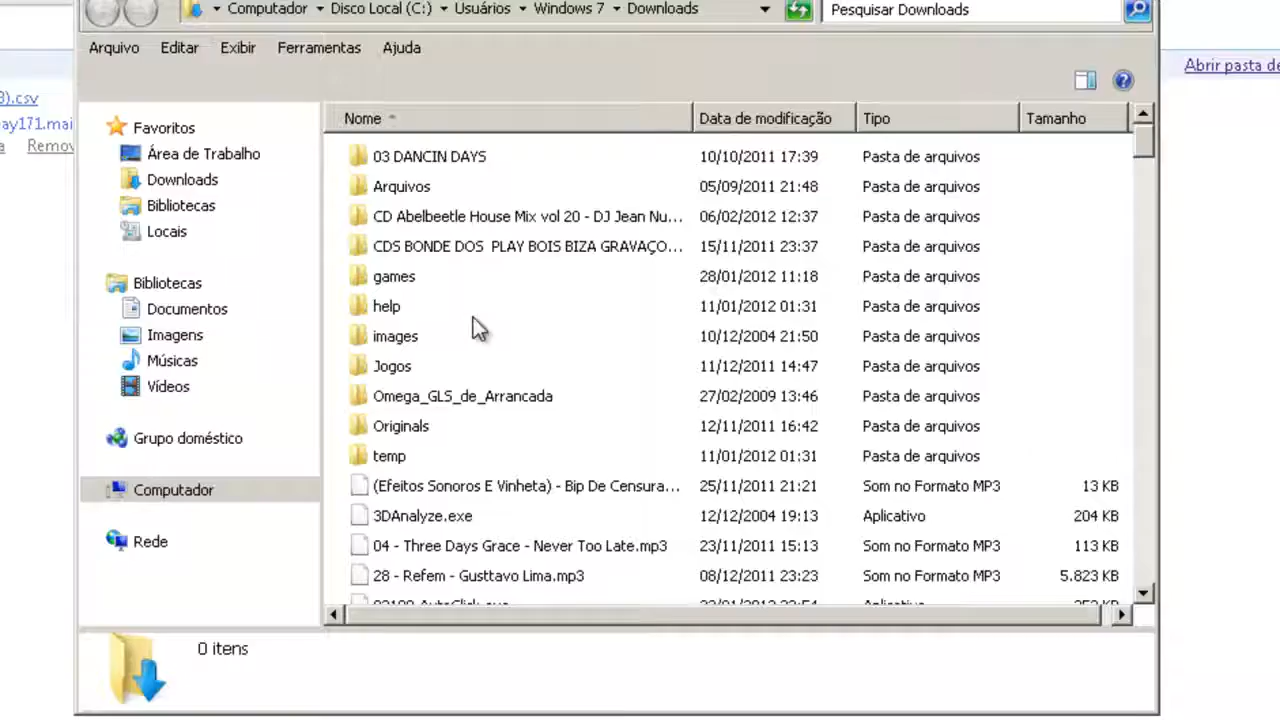 Computador Disco Local (C:) Usuários Windows 7 Downloads Pesquisar Downloads
Arquivo Editar Exibir Ferramentas Ajuda
Abrir pasta de
3).csv
ay171.mai
Remov
Nome Data de modificação Tipo Tamanho
Favoritos
Área de Trabalho
Downloads
Bibliotecas
Locais
Bibliotecas
Documentos
Imagens
Músicas
Vídeos
Grupo doméstico
Computador
Rede
03 DANCIN DAYS 10/10/2011 17:39 Pasta de arquivos
Arquivos 05/09/2011 21:48 Pasta de arquivos
CD Abelbeetle House Mix vol 20 - DJ Jean Nu... 06/02/2012 12:37 Pasta de arquivos
CDS BONDE DOS PLAY BOIS BIZA GRAVAÇO... 15/11/2011 23:37 Pasta de arquivos
games 28/01/2012 11:18 Pasta de arquivos
help 11/01/2012 01:31 Pasta de arquivos
images 10/12/2004 21:50 Pasta de arquivos
Jogos 11/12/2011 14:47 Pasta de arquivos
Omega_GLS_de_Arrancada 27/02/2009 13:46 Pasta de arquivos
Originals 12/11/2011 16:42 Pasta de arquivos
temp 11/01/2012 01:31 Pasta de arquivos
(Efeitos Sonoros E Vinheta) - Bip De Censura... 25/11/2011 21:21 Som no Formato MP3 13 KB
3DAnalyze.exe 12/12/2004 19:13 Aplicativo 204 KB
04 - Three Days Grace - Never Too Late.mp3 23/11/2011 15:13 Som no Formato MP3 113 KB
28 - Refem - Gusttavo Lima.mp3 08/12/2011 23:23 Som no Formato MP3 5.823 KB
0 itens